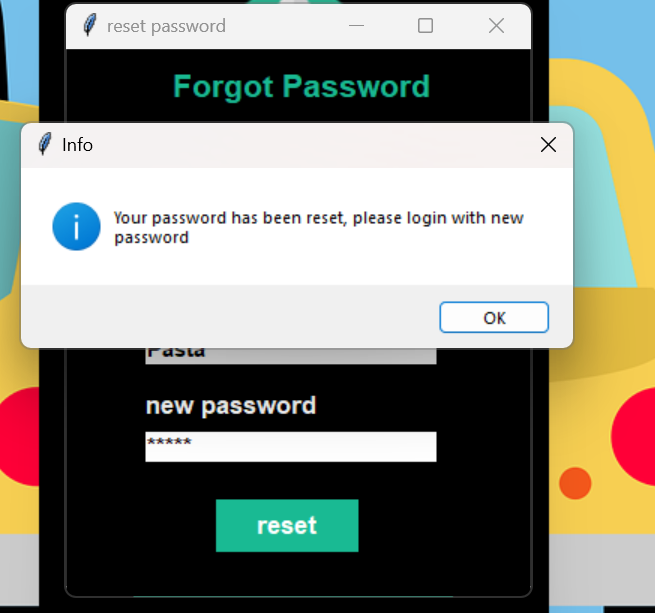 reset password
Forgot Password
Info
Your password has been reset, please login with new
password
OK
Pasta
new password
*****
reset